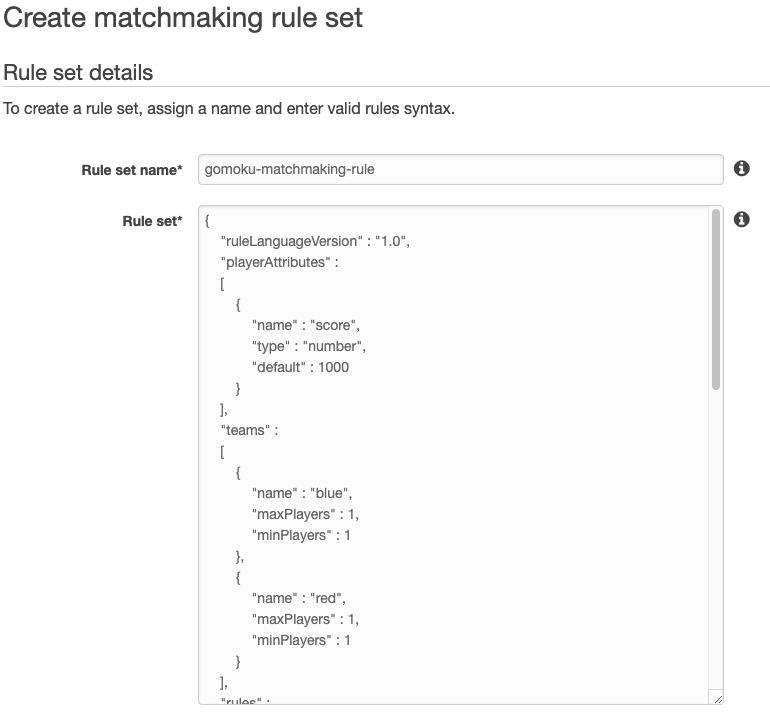 Create matchmaking rule set
Rule set details
To create a rule set, assign a name and enter valid rules syntax.
Rule set name*
gomoku-matchmaking-rule
Rule set*
{
"ruleLanguageVersion" : "1.0",
"playerAttributes" :
[
{
"name" : "score",
"type" : "number",
"default" : 1000
}
],
"teams" :
[
{
"name" : "blue",
"maxPlayers" : 1,
"minPlayers" : 1
},
{
"name" : "red",
"maxPlayers" : 1,
"minPlayers" : 1
}
],
"rules" :